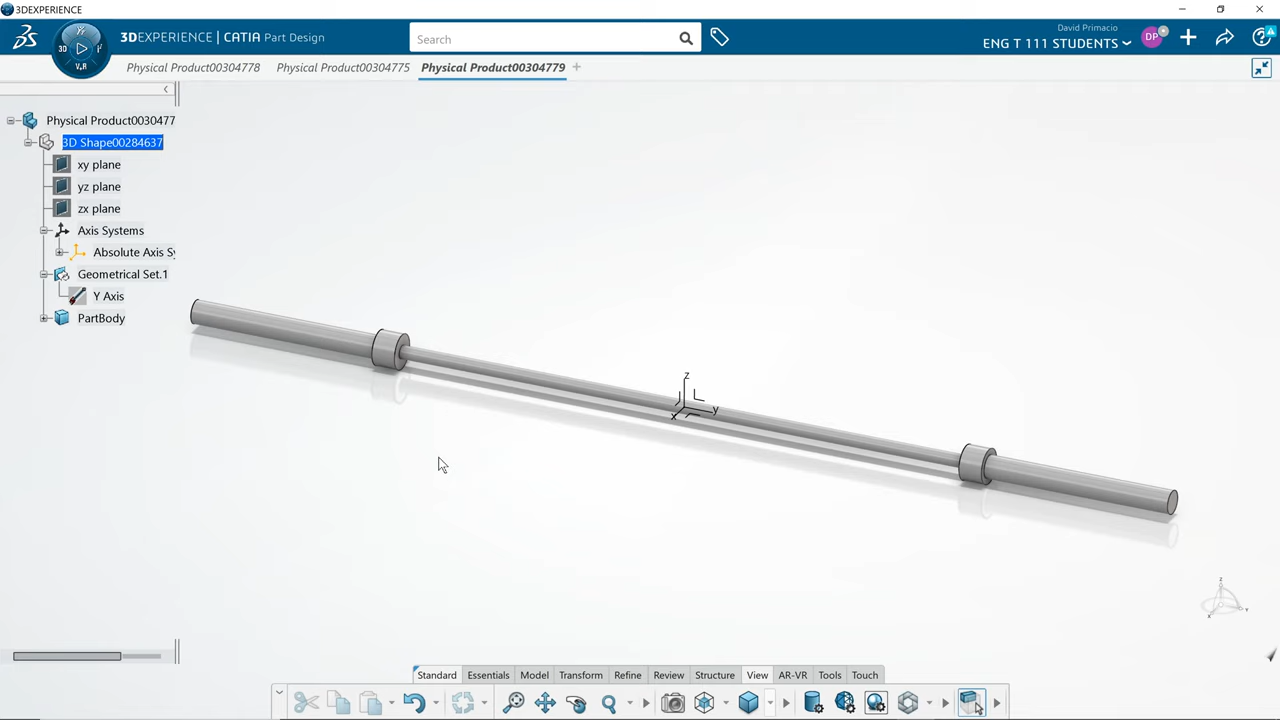 3DEXPERIENCE
3D
V,R
3DEXPERIENCE | CATIA Part Design
Search
David Primacio
ENG T 111 STUDENTS
DP
Physical Product00304778
Physical Product00304775
Physical Product00304779
Physical Product0030477
3D Shape00284637
xy plane
yz plane
zx plane
Axis Systems
Absolute Axis Sy
Geometrical Set.1
Y Axis
PartBody
z
y
x
Standard
Essentials
Model
Transform
Refine
Review
Structure
View
AR-VR
Tools
Touch